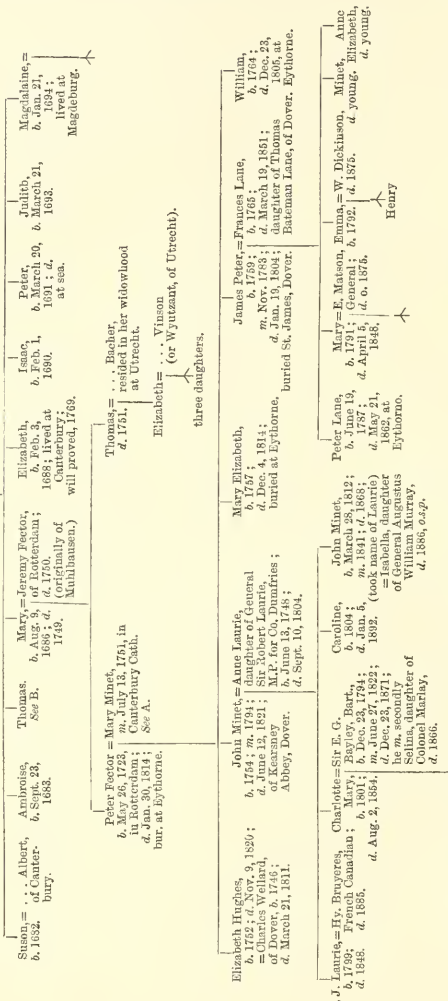 Suson,= ... Albert,
b. 1682. of Canter-
bury.
Ambroise,
b. Sept. 23,
1683.
Thomas.
See B.
Mary,=Jeremy Fector,
b. Aug. 9, of Rotterdam;
1686; d. d. 1750.
1749. (originally of
Muhlbausen.)
Elizabeth,
b. Feb. 3,
1688; lived at
Canterbury;
will proved, 1769.
Isaac,
b. Feb. 1,
1690.
Peter,
b. March 20,
1691; d.
at sea.
Judith,
b. March 21,
1693.
Magdalaine,=
b. Jan. 21,
1694;
lived at
Magdeburg.
Peter Fector = Mary Minet,
b. May 26, 1723, m. July 13, 1751, in
in Rotterdam; Canterbury Cath.
d. Jan. 30, 1814; See A.
bur. at Eythorne.
Thomas,= ... Bacher,
d. 1751. resided in her widowhood
at Utrecht.
Elizabeth= ... Vinson
(or Wyutzant, of Utrecht).
three daughters.
Elizabeth Hughes,
b. 1752; d. Nov. 9, 1820;
=Charles Wellard,
of Dover, b. 1746;
d. March 21, 1811.
John Minet,=Anne Laurie,
b. 1754; m. 1794; daughter of General
d. June 12, 1821; Sir Robert Laurie,
of Kearsney M.P. for Co. Dumfries;
Abbey, Dover. b. June 13, 1748;
d. Sept. 10, 1804.
Mary Elizabeth,
b. 1757;
d. Dec. 4, 1814;
buried at Eythorne.
James Peter,=Frances Lane,
b. 1759; b. 1765;
m. Nov. 1783; d. March 19, 1851;
d. Jan. 19, 1804; daughter of Thomas
buried St. James, Dover. Bateman Lane, of Dover.
William,
b. 1764;
d. Dec. 23,
1805, at
Eythorne.
J. Laurie,=Hy. Bruyeres,
b. 1799; French Canadian;
d. 1848. d. 1885.
Charlotte=Sir E. G.
Mary, Bayley, Bart.,
b. 1801; b. Dec. 23, 1794;
d. Aug. 2, 1854. m. June 27, 1822;
d. Dec. 23, 1871;
he m. secondly
Selina, daughter of
Colonel Marlay,
d. 1866.
Caroline,
b. 1804;
d. Jan. 5,
1892.
John Minet,
b. March 28, 1812;
m. 1841; d. 1868;
(took name of Laurie)
=Isabella, daughter
of General Augustus
William Murray,
d. 1886, o.s.p.
Peter Lane,
b. June 19,
1787;
d. May 21,
1862, at
Eythorno.
Mary=E. Matson,
b. 1791; General;
d. April 5, d. o. 1875.
1848.
Emma,=W. Dickinson,
b. 1792. d. 1875.
Henry
Minet,
d. young.
Anne
Elizabeth,
d. young.